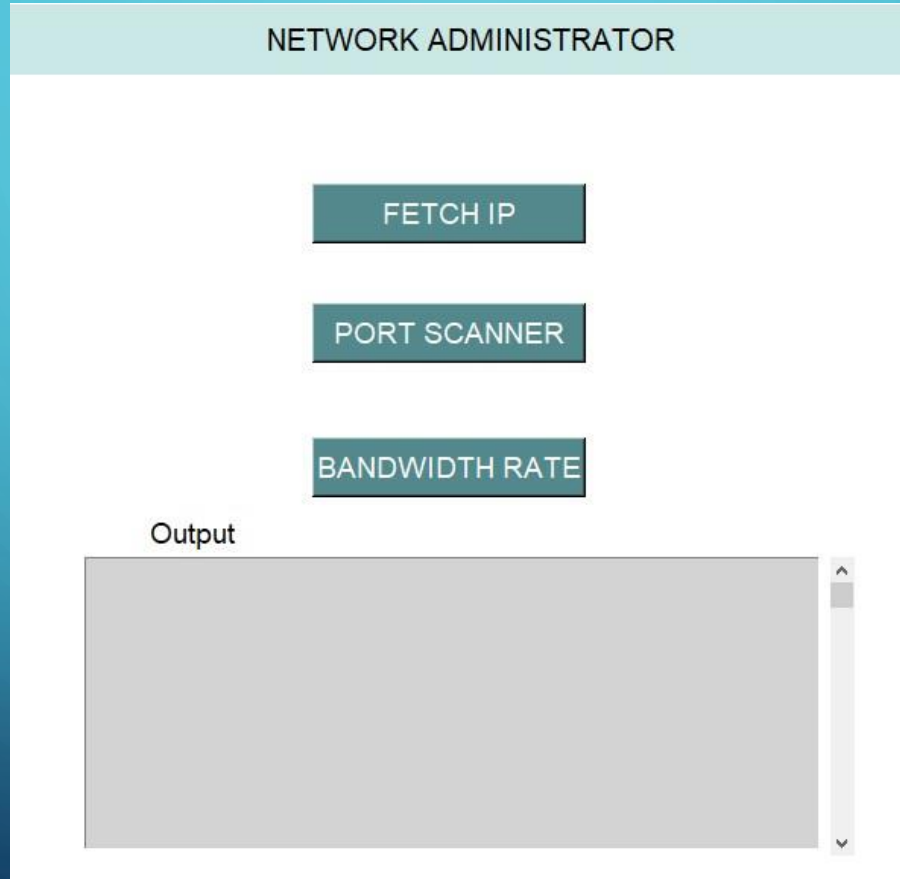 NETWORK ADMINISTRATOR
FETCH IP
PORT SCANNER
BANDWIDTH RATE
Output